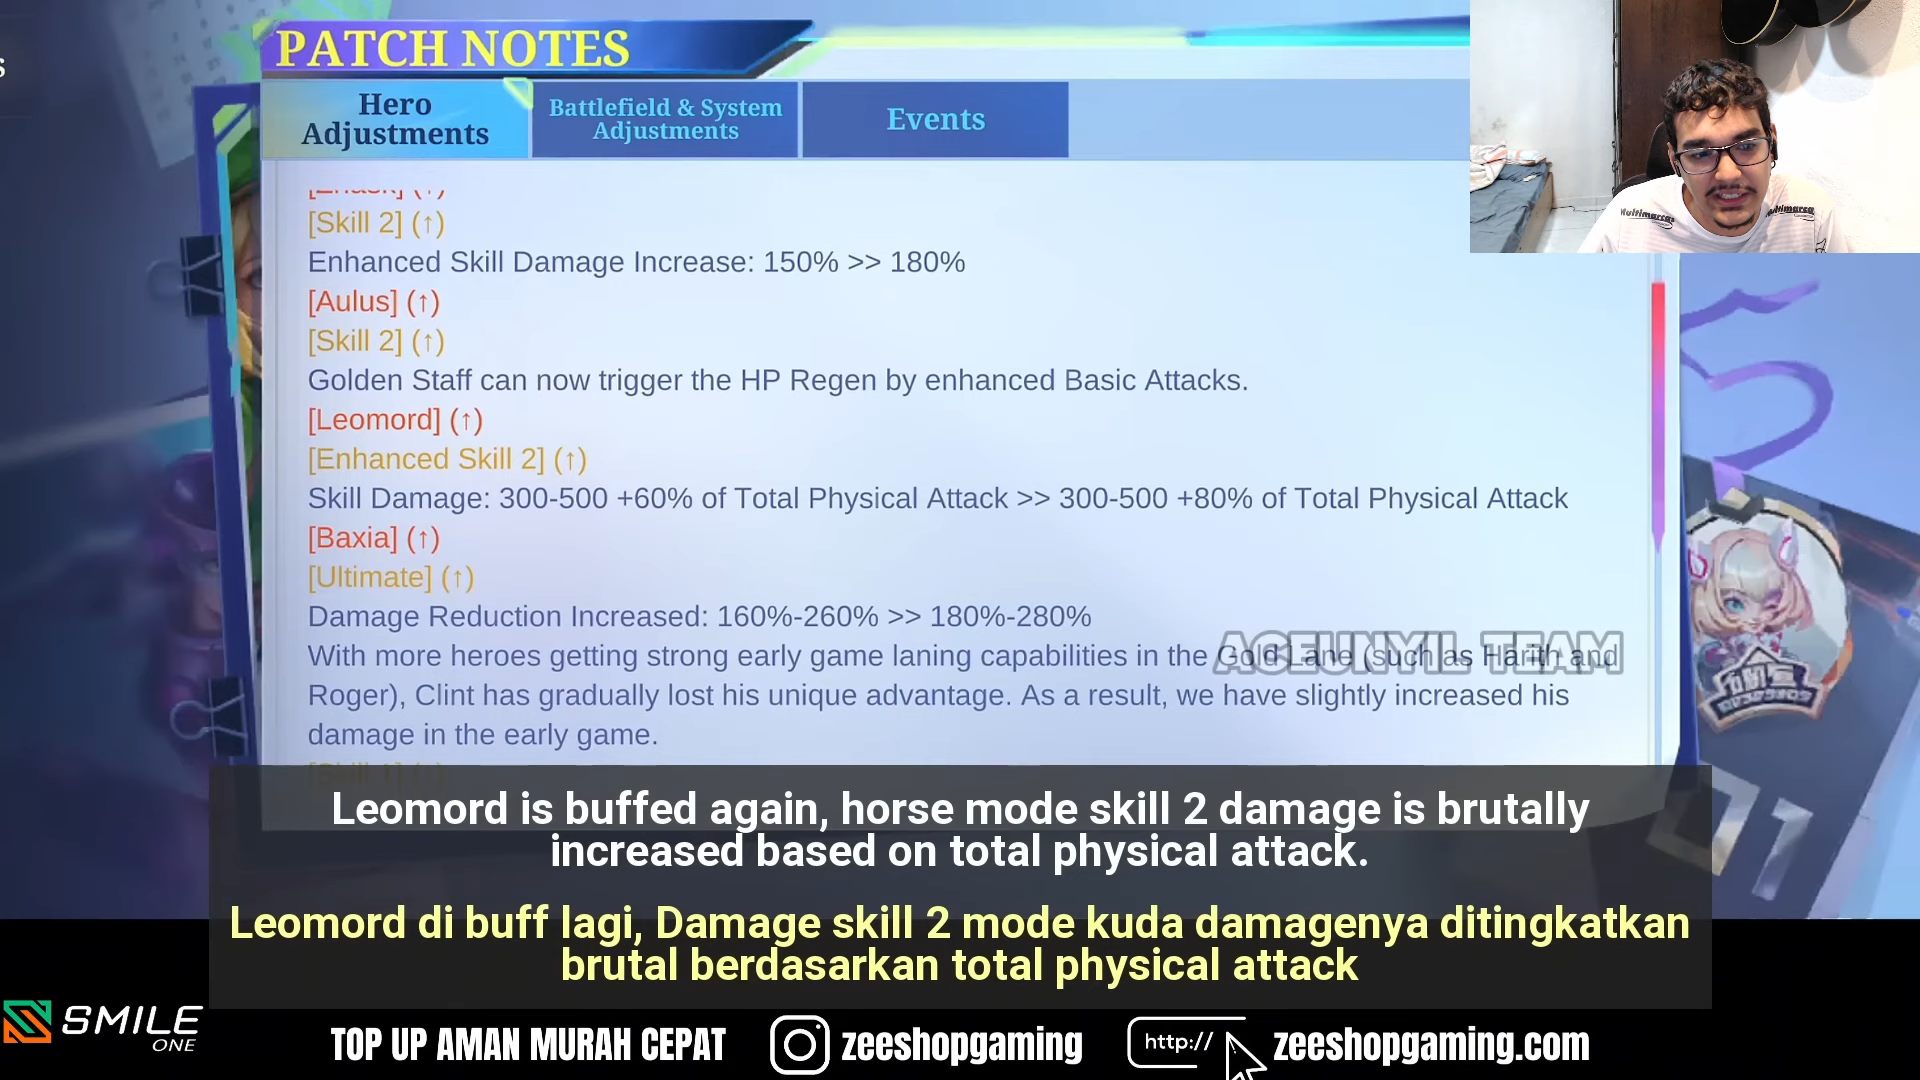 S
PATCH NOTES
Hero
Adjustments
Battlefield & System
Adjustments
Events
[Zhask] (↑)
[Skill 2] (↑)
Enhanced Skill Damage Increase: 150% >> 180%
[Aulus] (↑)
[Skill 2] (↑)
Golden Staff can now trigger the HP Regen by enhanced Basic Attacks.
[Leomord] (↑)
[Enhanced Skill 2] (↑)
Skill Damage: 300-500 +60% of Total Physical Attack >> 300-500 +80% of Total Physical Attack
[Baxia] (↑)
[Ultimate] (↑)
Damage Reduction Increased: 160%-260% >> 180%-280%
With more heroes getting strong early game laning capabilities in the Gold Lane (such as Harith and
ACEUNYIL TEAM
Roger), Clint has gradually lost his unique advantage. As a result, we have slightly increased his
damage in the early game.
Multimarcas
Multimarcas
01
Leomord is buffed again, horse mode skill 2 damage is brutally
increased based on total physical attack.
Leomord di buff lagi, Damage skill 2 mode kuda damagenya ditingkatkan
brutal berdasarkan total physical attack
SMILE
ONE
TOP UP AMAN MURAH CEPAT
zeeshopgaming
http://
zeeshopgaming.com